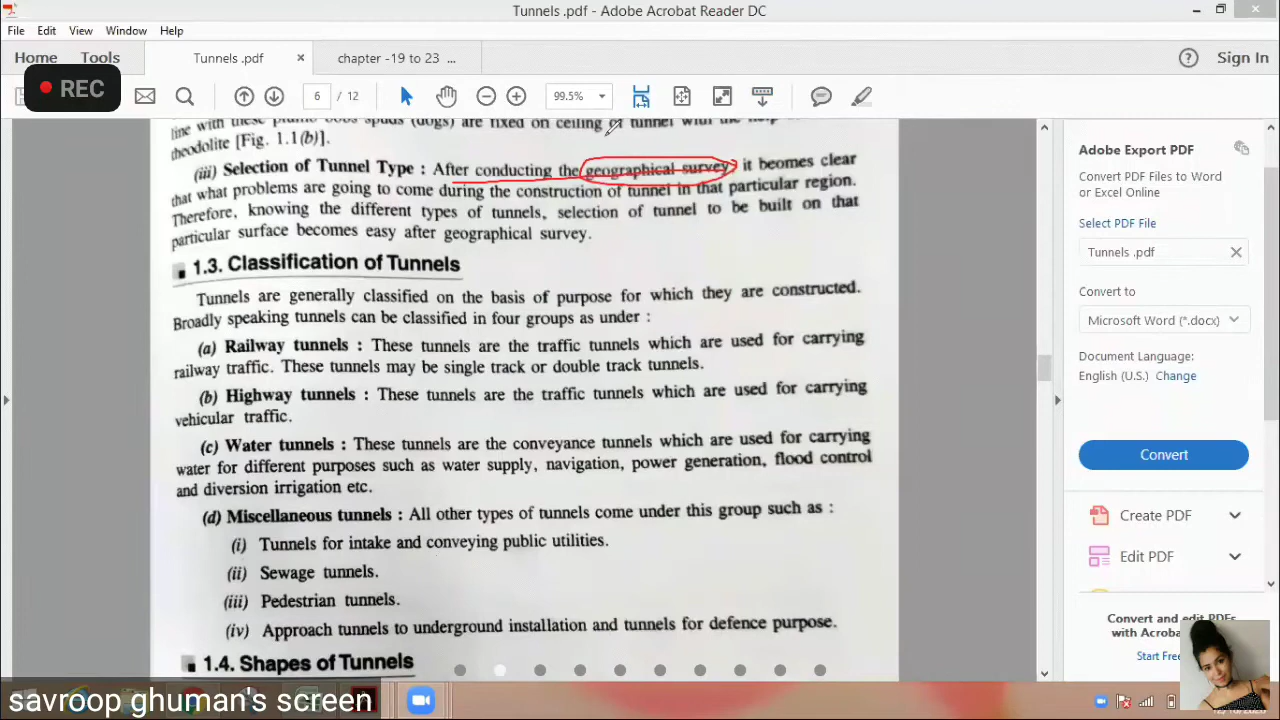 Tunnels .pdf - Adobe Acrobat Reader DC
File Edit View Window Help
Home Tools Tunnels .pdf × chapter -19 to 23 ... Sign In
REC 6 / 12 99.5%
line with these plumb bobs spuds (dogs) are fixed on ceiling of tunnel with the
theodolite [Fig. 1.1(b)].
(iii) Selection of Tunnel Type : After conducting the geographical survey it beomes clear
that what problems are going to come during the construction of tunnel in that particular region.
Therefore, knowing the different types of tunnels, selection of tunnel to be built on that
particular surface becomes easy after geographical survey.
1.3. Classification of Tunnels
Tunnels are generally classified on the basis of purpose for which they are constructed.
Broadly speaking tunnels can be classified in four groups as under :
(a) Railway tunnels : These tunnels are the traffic tunnels which are used for carrying
railway traffic. These tunnels may be single track or double track tunnels.
(b) Highway tunnels : These tunnels are the traffic tunnels which are used for carrying
vehicular traffic.
(c) Water tunnels : These tunnels are the conveyance tunnels which are used for carrying
water for different purposes such as water supply, navigation, power generation, flood control
and diversion irrigation etc.
(d) Miscellaneous tunnels : All other types of tunnels come under this group such as :
(i) Tunnels for intake and conveying public utilities.
(ii) Sewage tunnels.
(iii) Pedestrian tunnels.
(iv) Approach tunnels to underground installation and tunnels for defence purpose.
1.4. Shapes of Tunnels
Adobe Export PDF
Convert PDF Files to Word
or Excel Online
Select PDF File
Tunnels .pdf
Convert to
Microsoft Word (*.docx)
Document Language:
English (U.S.) Change
Convert
Create PDF
Edit PDF
Convert and edit PDFs
with Acrob
Start Free
savroop ghuman's screen